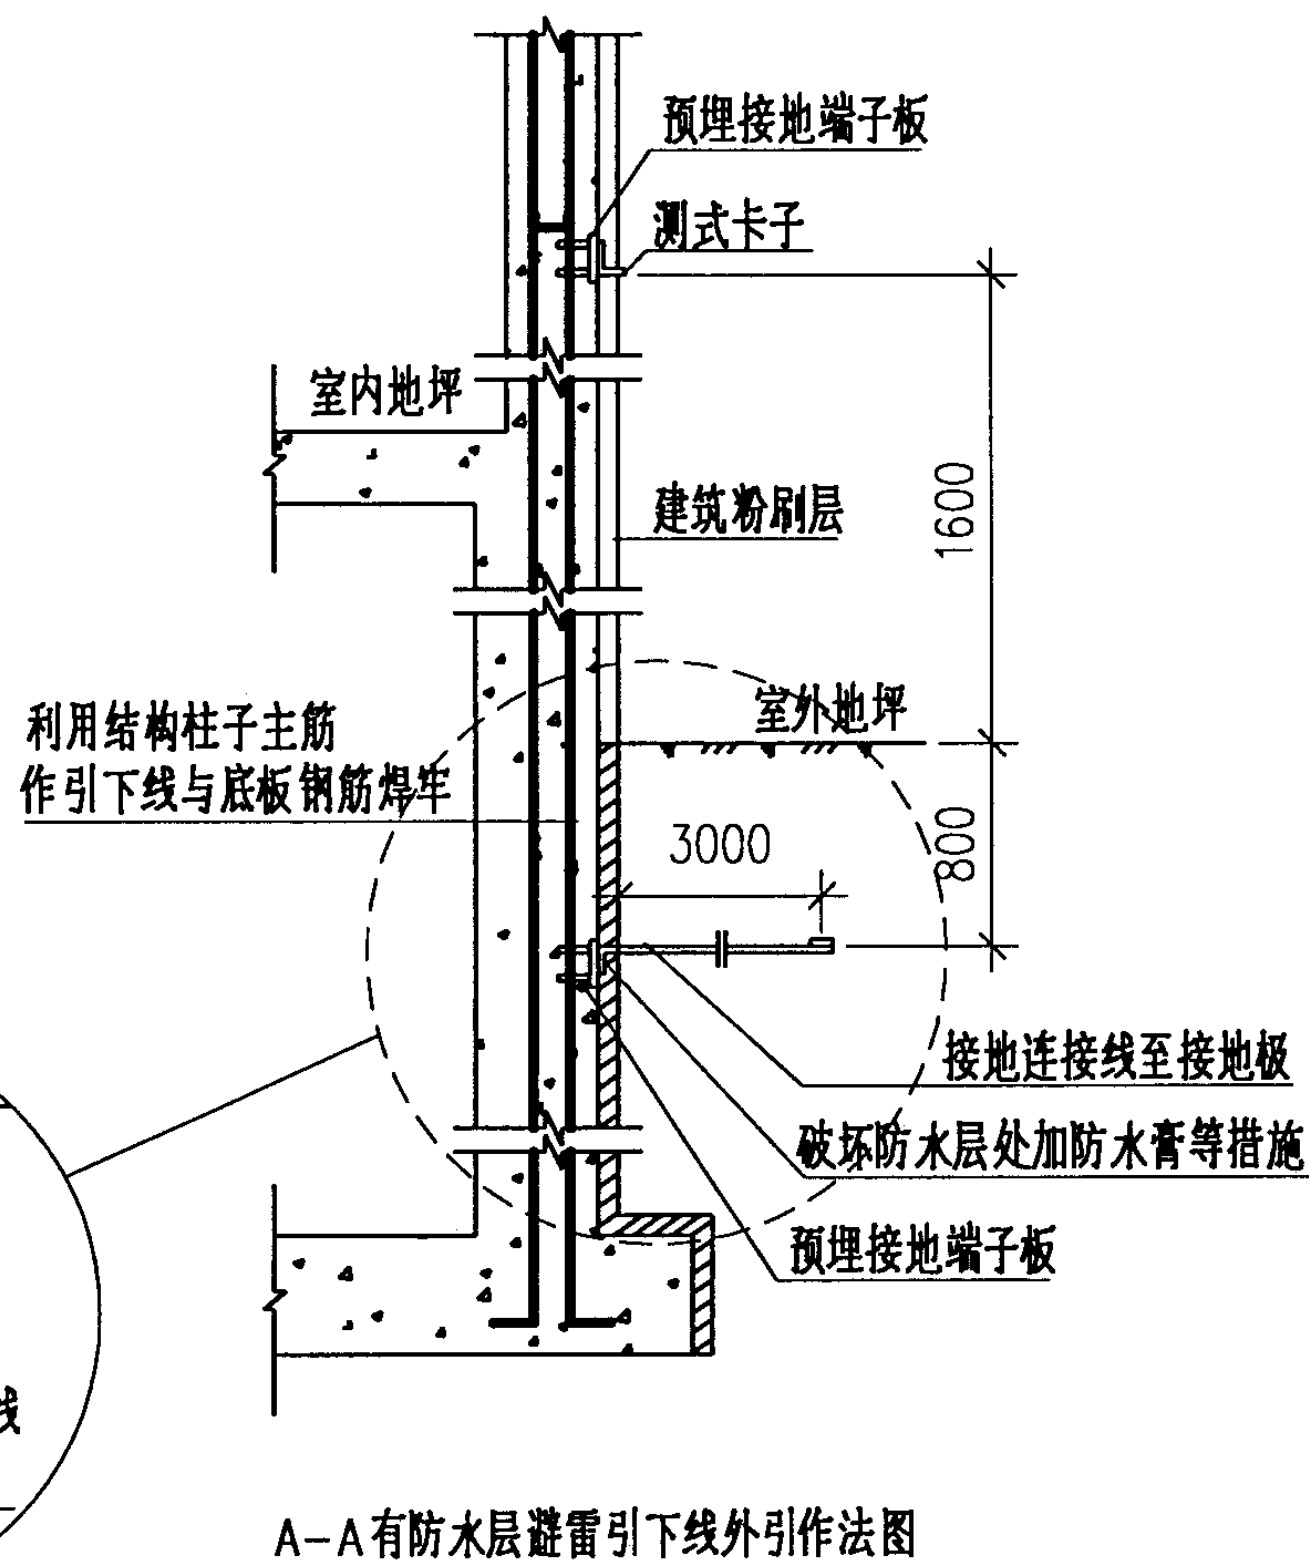 预埋接地端子板
测式卡子
室内地坪
建筑粉刷层
1600
室外地坪
利用结构柱子主筋
作引下线与底板钢筋焊牢
3000
800
接地连接线至接地极
破坏防水层处加防水膏等措施
预埋接地端子板
线
A-A有防水层避雷引下线外引作法图